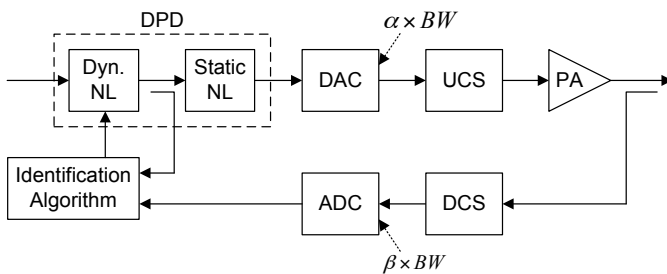 DPD
α × BW
Dyn.
NL
Static
NL
DAC
UCS
PA
Identification
Algorithm
ADC
DCS
β × BW